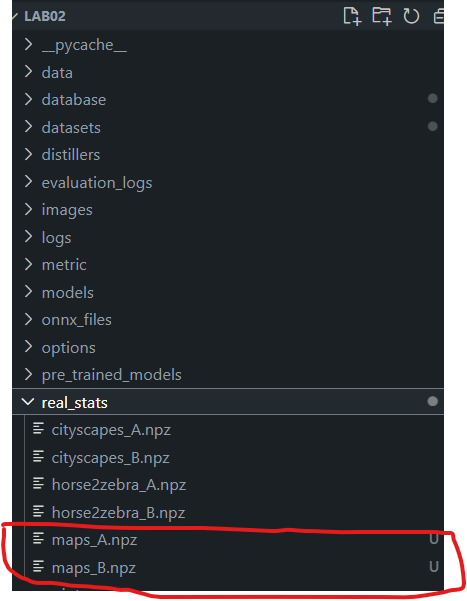 LAB02
__pycache__
data
database
datasets
distillers
evaluation_logs
images
logs
metric
models
onnx_files
options
pre_trained_models
real_stats
cityscapes_A.npz
cityscapes_B.npz
horse2zebra_A.npz
horse2zebra_B.npz
maps_A.npz U
maps_B.npz U